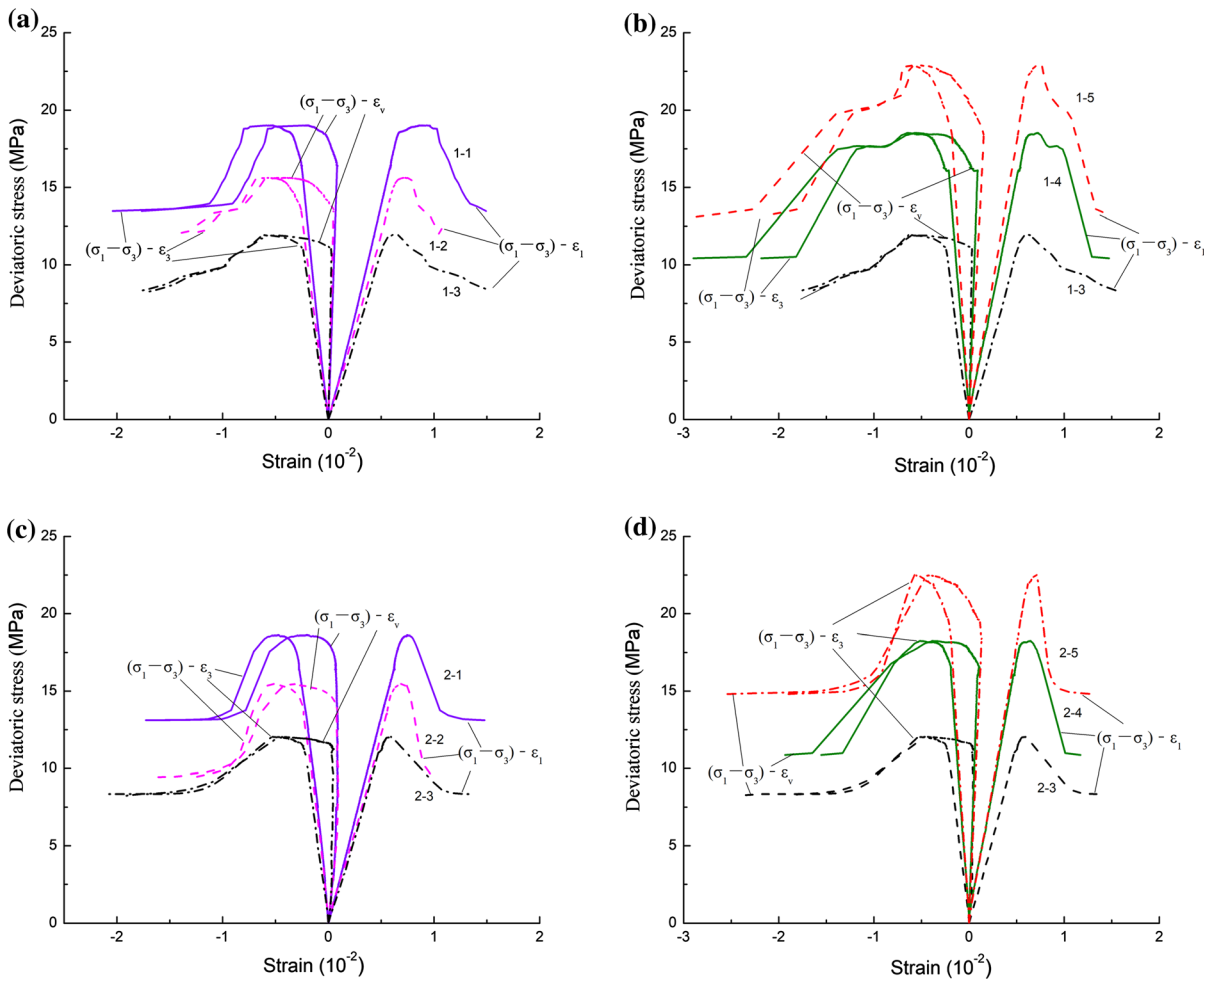 (a)
25
20
15
10
5
0
Deviatoric stress (MPa)
(σ1—σ3) - εv
1-1
(σ1—σ3) - ε3
1-2
(σ1—σ3) - ε1
1-3
-2 -1 0 1 2
Strain (10-2)
(b)
25
20
15
10
5
0
Deviatoric stress (MPa)
1-5
1-4
(σ1—σ3) - εv
(σ1—σ3) - ε1
(σ1—σ3) - ε3
1-3
-3 -2 -1 0 1 2
Strain (10-2)
(c)
25
20
15
10
5
0
Deviatoric stress (MPa)
(σ1—σ3) - εv
(σ1—σ3) - ε3
2-1
2-2
(σ1—σ3) - ε1
2-3
-2 -1 0 1 2
Strain (10-2)
(d)
25
20
15
10
5
0
Deviatoric stress (MPa)
(σ1—σ3) - ε3
2-5
2-4
(σ1—σ3) - ε1
(σ1—σ3) - εv
2-3
-3 -2 -1 0 1 2
Strain (10-2)